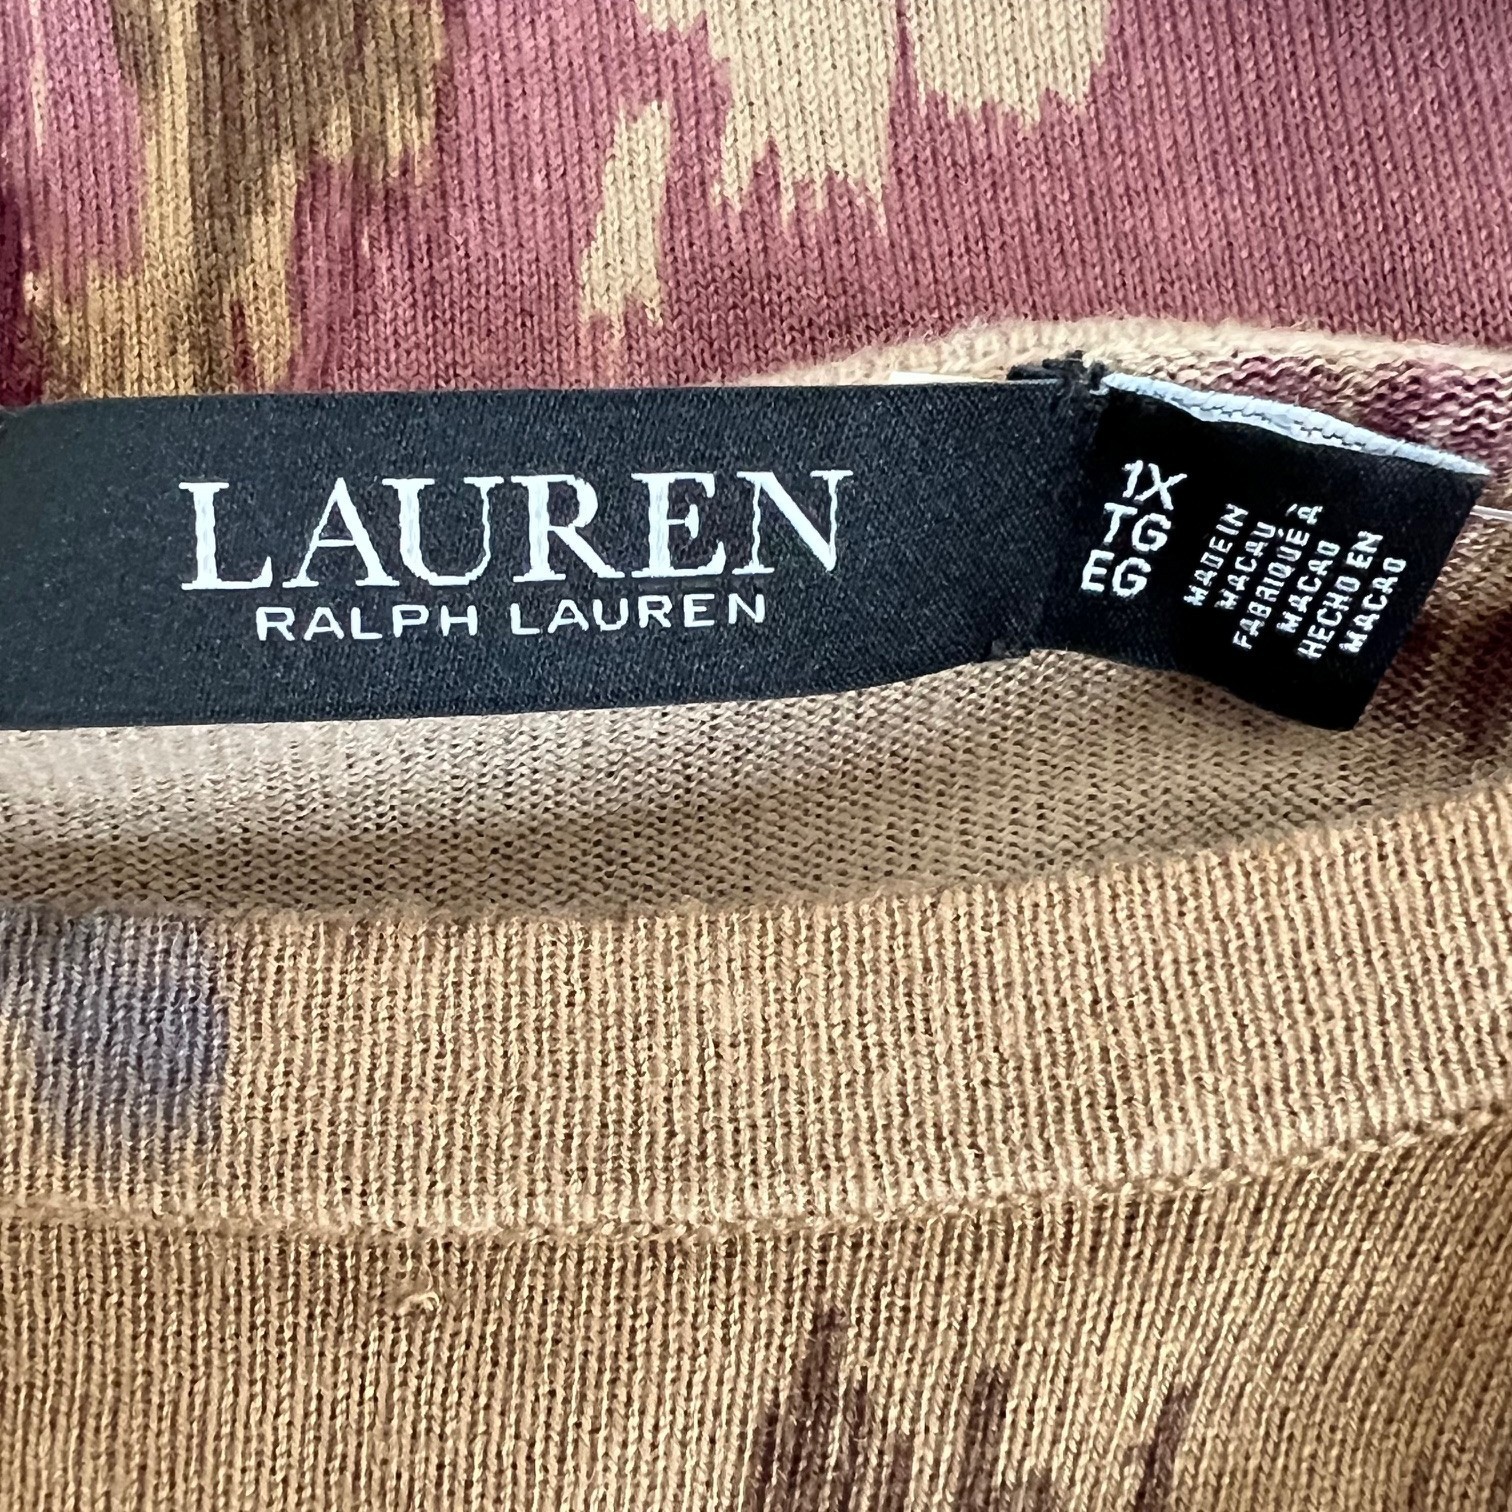 LAUREN
RALPH LAUREN
1X
TG
EG
MADE IN
MACAU
FABRIQUÉ À
MACAO
HECHO EN
MACAO